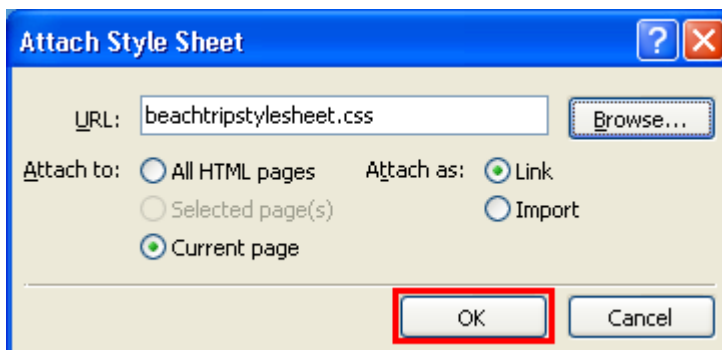 Attach Style Sheet
URL: beachtripstylesheet.css Browse...
Attach to: All HTML pages Attach as: Link
Selected page(s) Import
Current page
OK Cancel